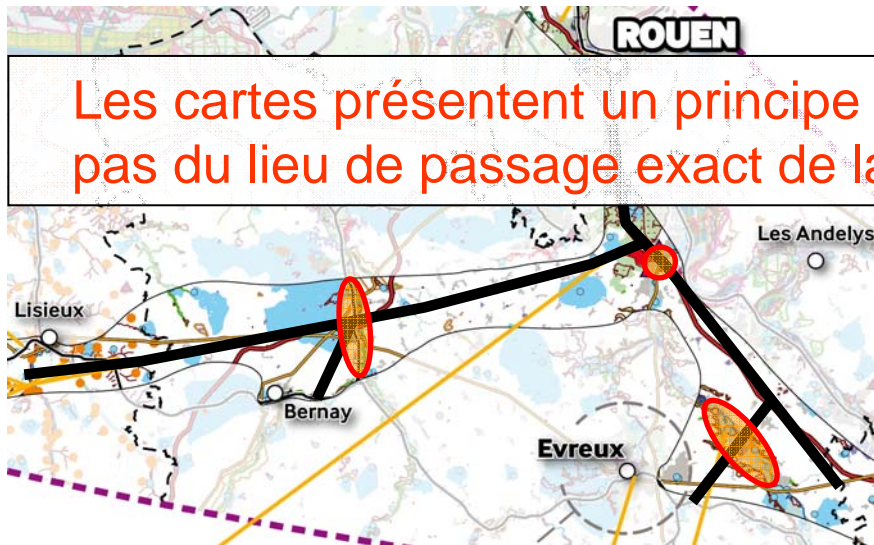 ROUEN
Les cartes présentent un principe
pas du lieu de passage exact de la
Les Andelys
Lisieux
Bernay
Evreux